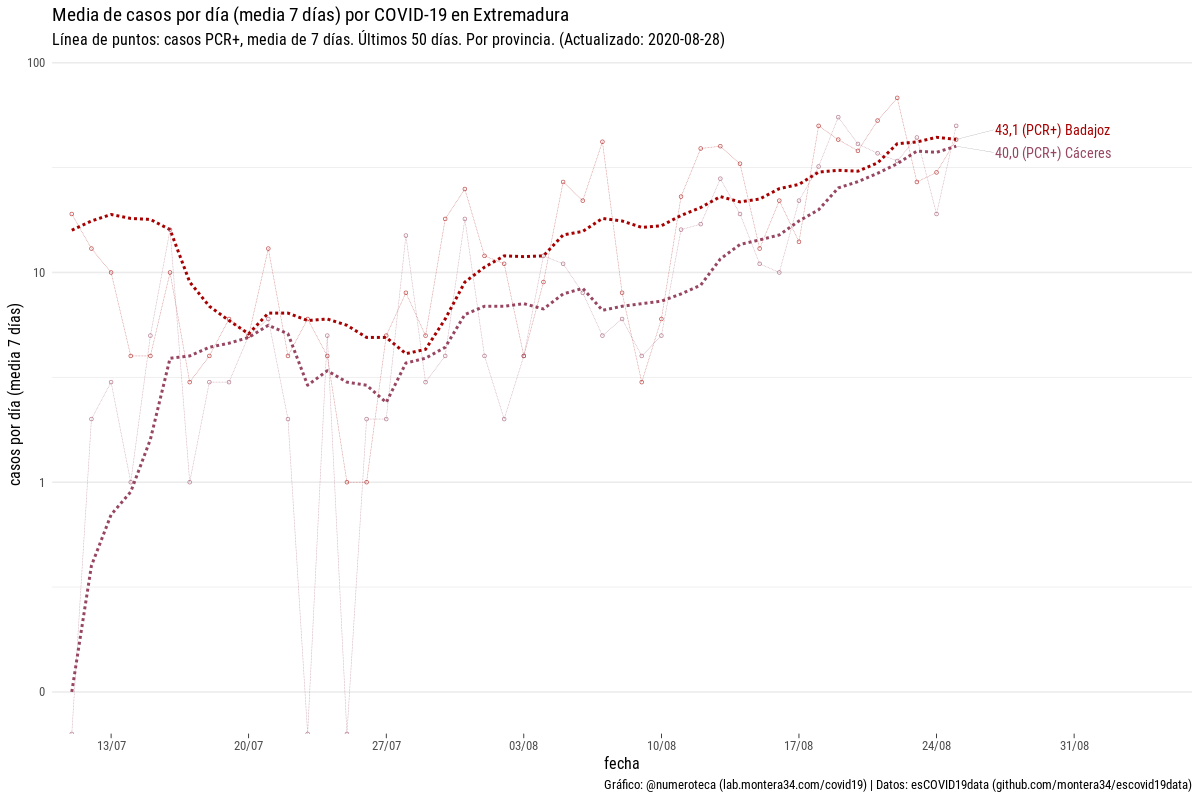 Media de casos por día (media 7 días) por COVID-19 en Extremadura
Línea de puntos: casos PCR+, media de 7 días. Últimos 50 días. Por provincia. (Actualizado: 2020-08-28)
100
10
1
0
casos por día (media 7 días)
43,1 (PCR+) Badajoz
40,0 (PCR+) Cáceres
13/07
20/07
27/07
03/08
10/08
17/08
24/08
31/08
fecha
Gráfico: @numeroteca (lab.montera34.com/covid19) | Datos: esCOVID19data (github.com/montera34/escovid19data)